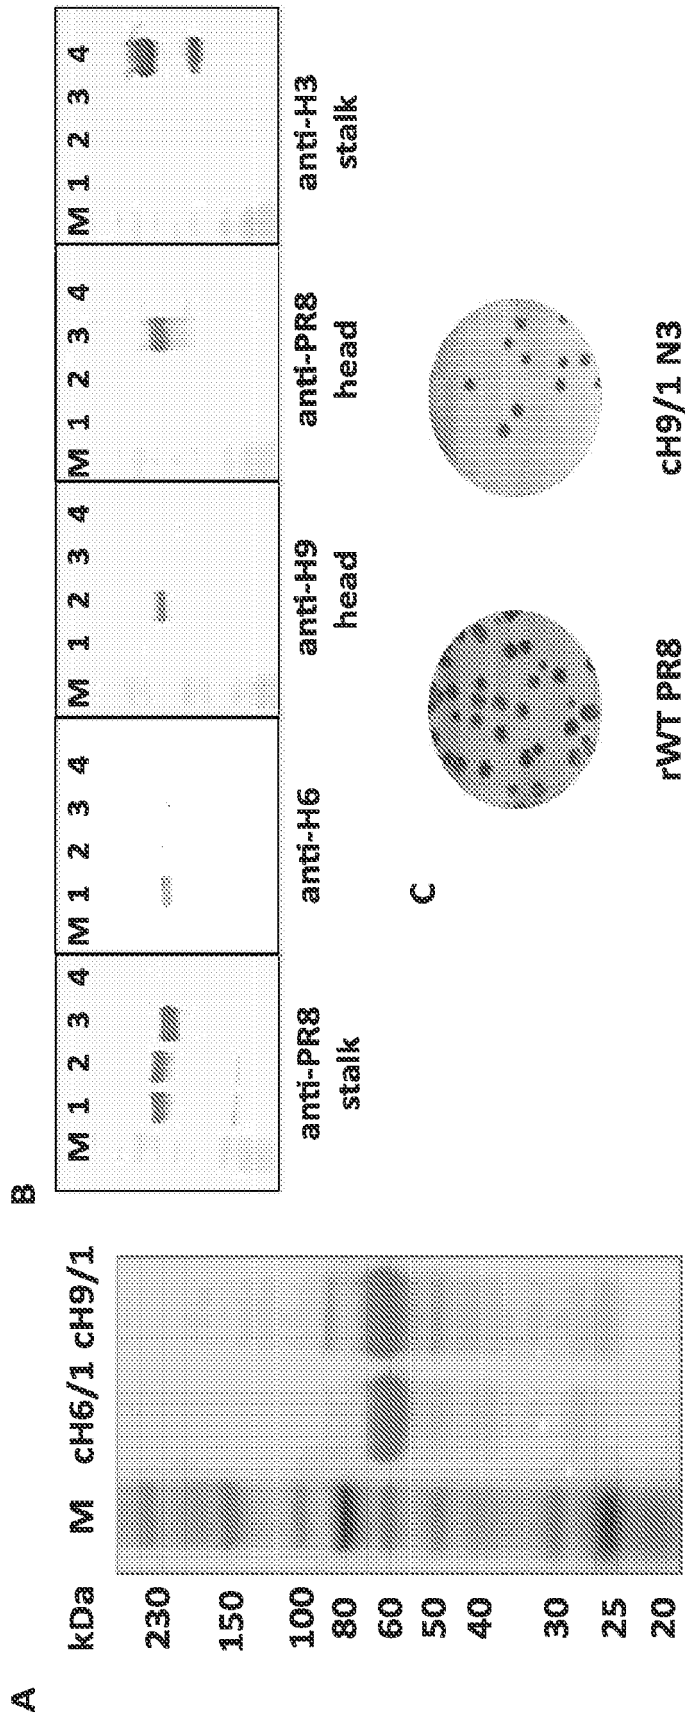 A
kDa M cH6/1 cH9/1
230
150
100
80
60
50
40
30
25
20
B
M 1 2 3 4
anti-PR8
stalk
M 1 2 3 4
anti-H6
M 1 2 3 4
anti-H9
head
M 1 2 3 4
anti-PR8
head
M 1 2 3 4
anti-H3
stalk
C
rWT PR8
cH9/1 N3